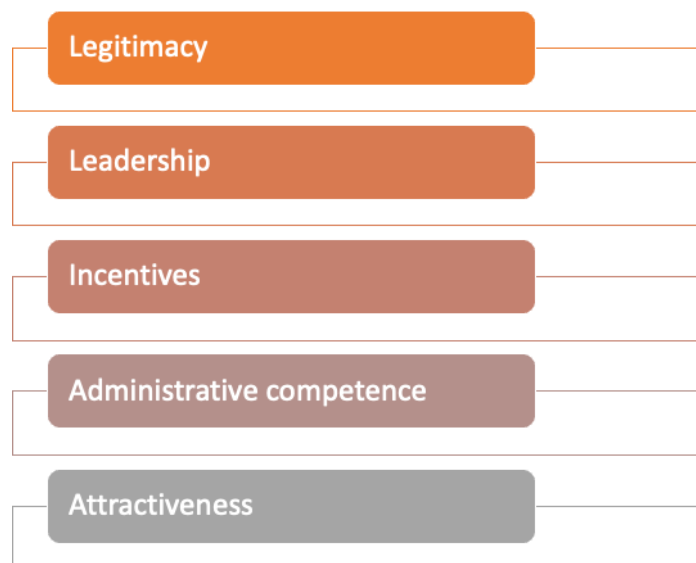 Legitimacy
Leadership
Incentives
Administrative competence
Attractiveness